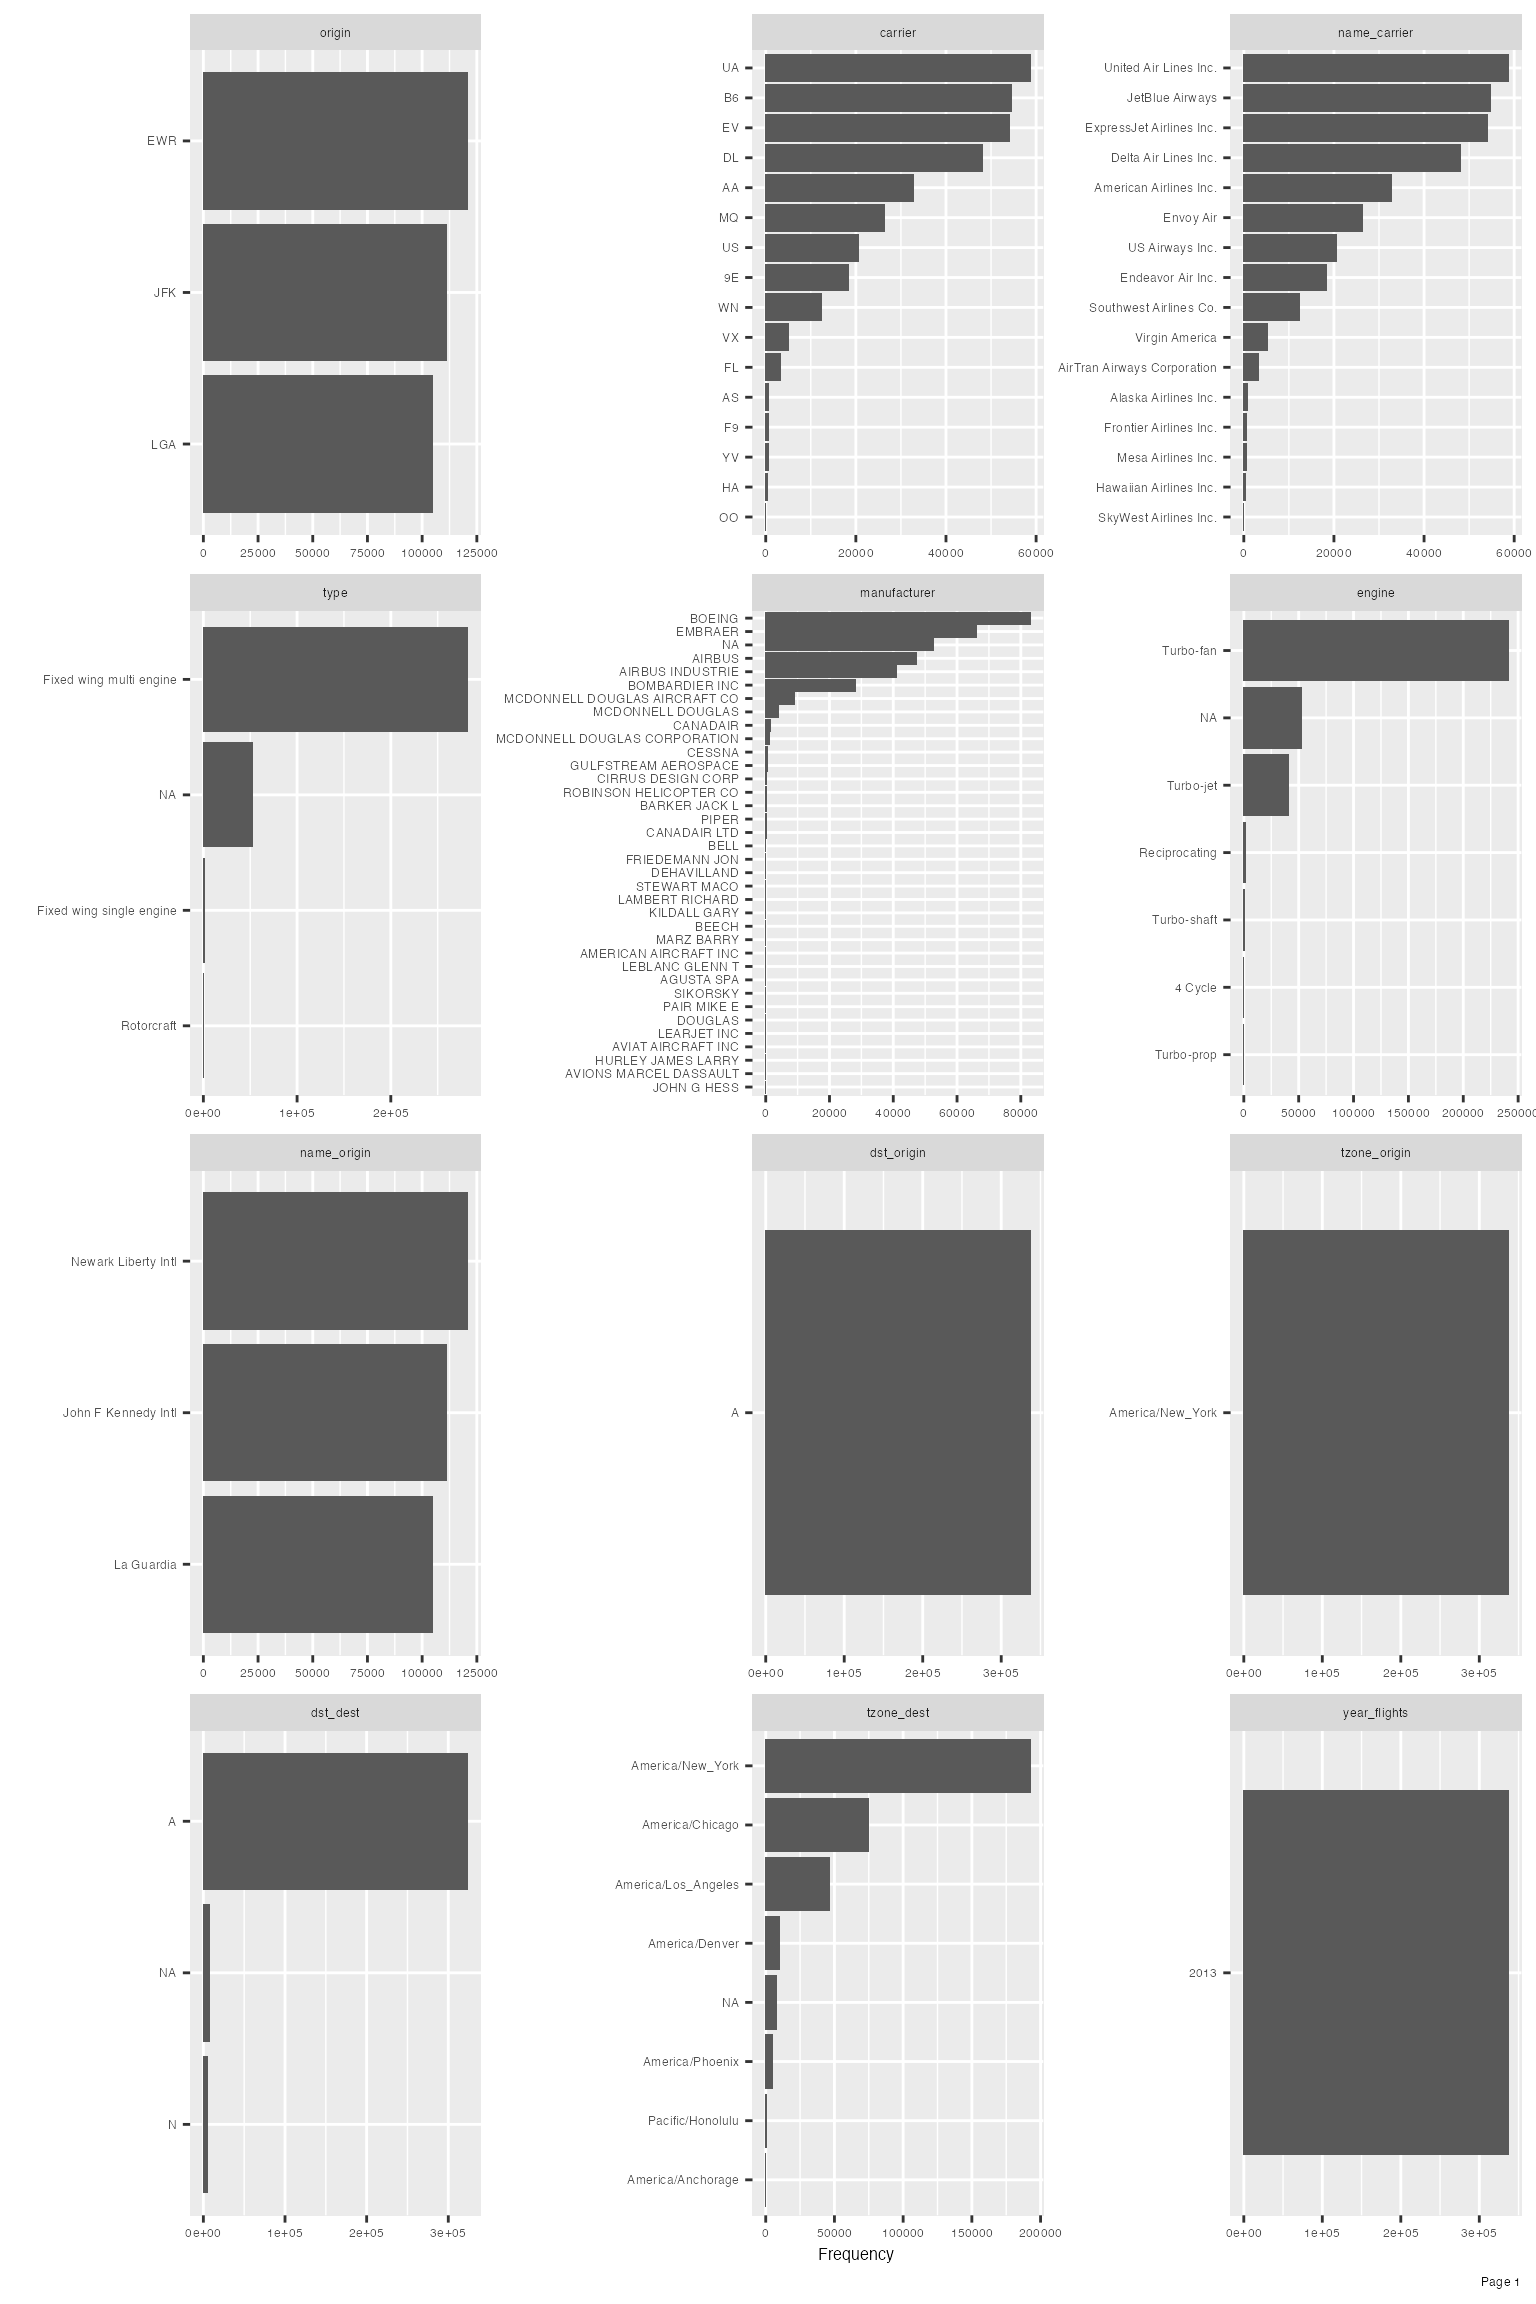 origin
EWR
JFK
LGA
0 25000 50000 75000 100000 125000
carrier
UA
B6
EV
DL
AA
MQ
US
9E
WN
VX
FL
AS
F9
YV
HA
OO
0 20000 40000 60000
name_carrier
United Air Lines Inc.
JetBlue Airways
ExpressJet Airlines Inc.
Delta Air Lines Inc.
American Airlines Inc.
Envoy Air
US Airways Inc.
Endeavor Air Inc.
Southwest Airlines Co.
Virgin America
AirTran Airways Corporation
Alaska Airlines Inc.
Frontier Airlines Inc.
Mesa Airlines Inc.
Hawaiian Airlines Inc.
SkyWest Airlines Inc.
0 20000 40000 60000
type
Fixed wing multi engine
NA
Fixed wing single engine
Rotorcraft
0e+00 1e+05 2e+05
manufacturer
BOEING
EMBRAER
NA
AIRBUS
AIRBUS INDUSTRIE
BOMBARDIER INC
MCDONNELL DOUGLAS AIRCRAFT CO
MCDONNELL DOUGLAS
CANADAIR
MCDONNELL DOUGLAS CORPORATION
CESSNA
GULFSTREAM AEROSPACE
CIRRUS DESIGN CORP
ROBINSON HELICOPTER CO
BARKER JACK L
PIPER
CANADAIR LTD
BELL
FRIEDEMANN JON
DEHAVILLAND
STEWART MACO
LAMBERT RICHARD
KILDALL GARY
BEECH
MARZ BARRY
AMERICAN AIRCRAFT INC
LEBLANC GLENN T
AGUSTA SPA
SIKORSKY
PAIR MIKE E
DOUGLAS
LEARJET INC
AVIAT AIRCRAFT INC
HURLEY JAMES LARRY
AVIONS MARCEL DASSAULT
JOHN G HESS
0 20000 40000 60000 80000
engine
Turbo-fan
NA
Turbo-jet
Reciprocating
Turbo-shaft
4 Cycle
Turbo-prop
0 50000 100000 150000 200000 250000
name_origin
Newark Liberty Intl
John F Kennedy Intl
La Guardia
0 25000 50000 75000 100000 125000
dst_origin
A
0e+00 1e+05 2e+05 3e+05
tzone_origin
America/New_York
0e+00 1e+05 2e+05 3e+05
dst_dest
A
NA
N
0e+00 1e+05 2e+05 3e+05
tzone_dest
America/New_York
America/Chicago
America/Los_Angeles
America/Denver
NA
America/Phoenix
Pacific/Honolulu
America/Anchorage
0 50000 100000 150000 200000
year_flights
2013
0e+00 1e+05 2e+05 3e+05
Frequency
Page 1